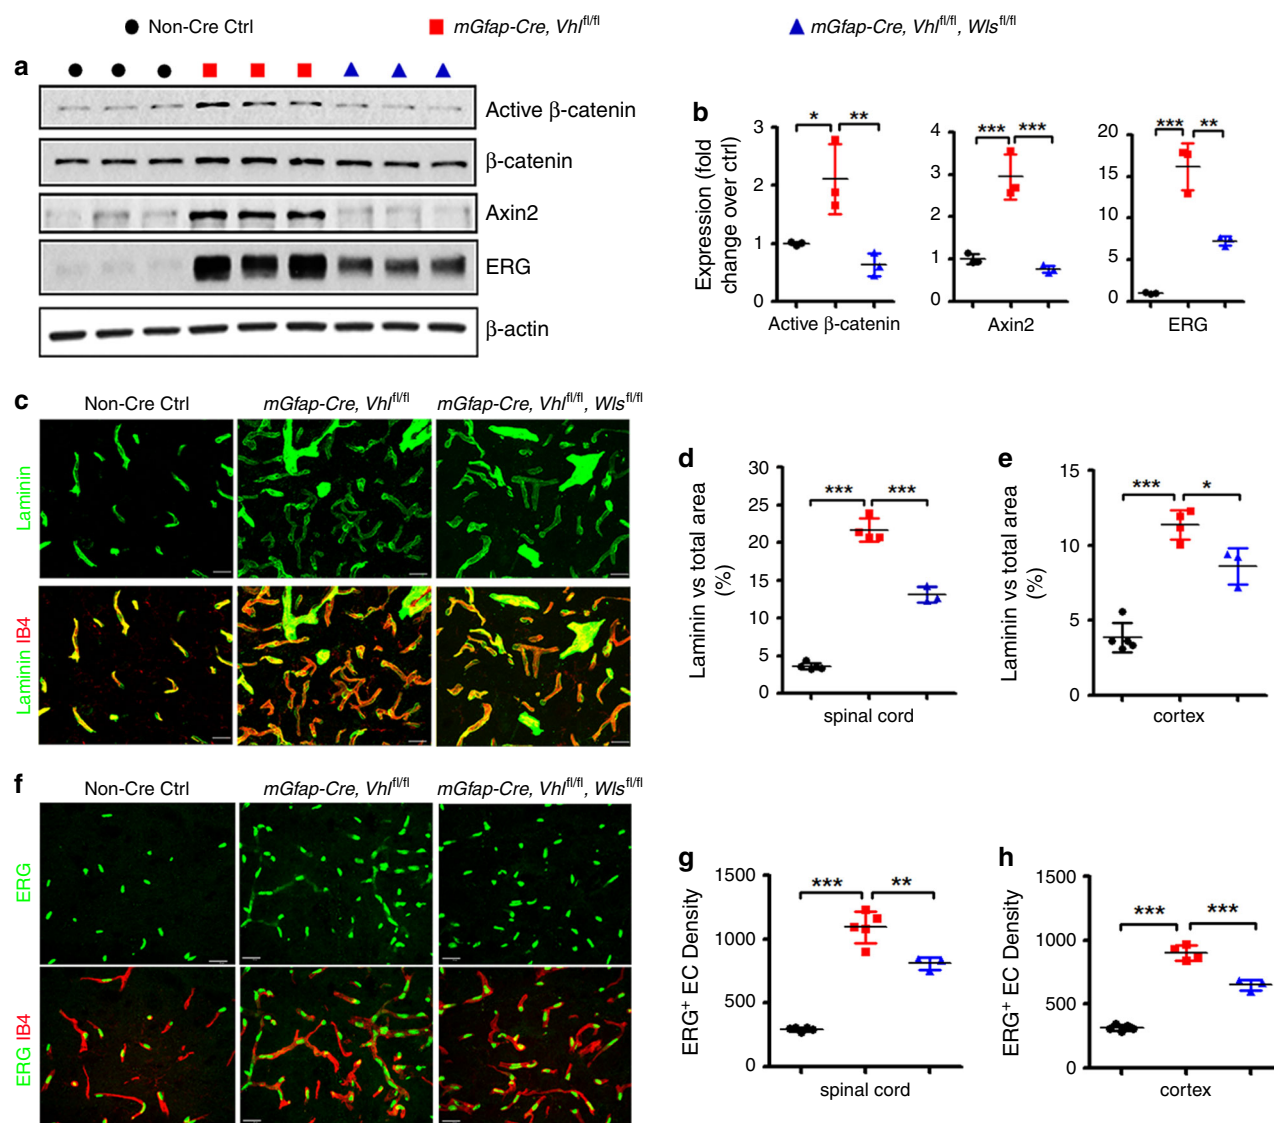 Non-Cre Ctrl
mGfap-Cre, Vhl^fl/fl
mGfap-Cre, Vhl^fl/fl, Wls^fl/fl
a
Active β-catenin
β-catenin
Axin2
ERG
β-actin
b
Expression (fold
change over ctrl)
3
2
1
0
* **
Active β-catenin
4
3
2
1
0
*** ***
Axin2
20
15
10
5
0
*** **
ERG
c
Non-Cre Ctrl
mGfap-Cre, Vhl^fl/fl
mGfap-Cre, Vhl^fl/fl, Wls^fl/fl
Laminin
Laminin IB4
d
Laminin vs total area
(%)
30
25
20
15
10
5
0
*** ***
spinal cord
e
Laminin vs total area
(%)
15
10
5
0
*** *
cortex
f
Non-Cre Ctrl
mGfap-Cre, Vhl^fl/fl
mGfap-Cre, Vhl^fl/fl, Wls^fl/fl
ERG
ERG IB4
g
ERG⁺ EC Density
1500
1000
500
0
*** **
spinal cord
h
ERG⁺ EC Density
1500
1000
500
0
*** ***
cortex